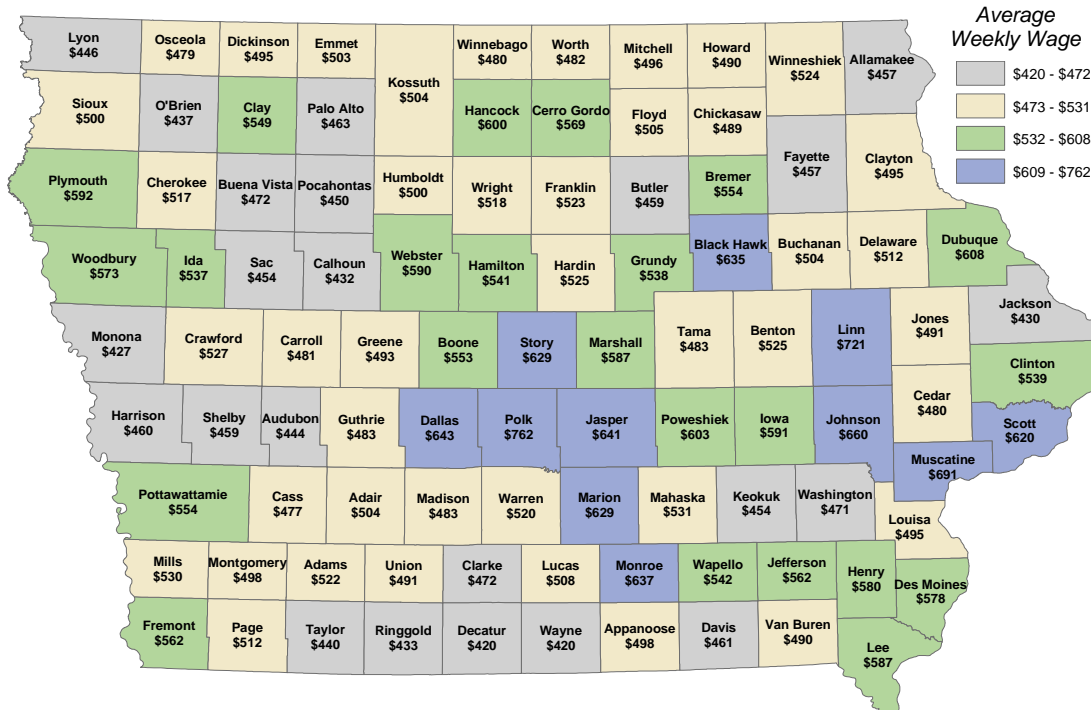 Average
Weekly Wage
$420 - $472
$473 - $531
$532 - $608
$609 - $762
Lyon
$446
Osceola
$479
Dickinson
$495
Emmet
$503
Kossuth
$504
Winnebago
$480
Worth
$482
Mitchell
$496
Howard
$490
Winneshiek
$524
Allamakee
$457
Sioux
$500
O'Brien
$437
Clay
$549
Palo Alto
$463
Hancock
$600
Cerro Gordo
$569
Floyd
$505
Chickasaw
$489
Fayette
$457
Clayton
$495
Plymouth
$592
Cherokee
$517
Buena Vista
$472
Pocahontas
$450
Humboldt
$500
Wright
$518
Franklin
$523
Butler
$459
Bremer
$554
Woodbury
$573
Ida
$537
Sac
$454
Calhoun
$432
Webster
$590
Hamilton
$541
Hardin
$525
Grundy
$538
Black Hawk
$635
Buchanan
$504
Delaware
$512
Dubuque
$608
Monona
$427
Crawford
$527
Carroll
$481
Greene
$493
Boone
$553
Story
$629
Marshall
$587
Tama
$483
Benton
$525
Linn
$721
Jones
$491
Jackson
$430
Clinton
$539
Harrison
$460
Shelby
$459
Audubon
$444
Guthrie
$483
Dallas
$643
Polk
$762
Jasper
$641
Poweshiek
$603
Iowa
$591
Johnson
$660
Cedar
$480
Scott
$620
Muscatine
$691
Pottawattamie
$554
Cass
$477
Adair
$504
Madison
$483
Warren
$520
Marion
$629
Mahaska
$531
Keokuk
$454
Washington
$471
Louisa
$495
Mills
$530
Montgomery
$498
Adams
$522
Union
$491
Clarke
$472
Lucas
$508
Monroe
$637
Wapello
$542
Jefferson
$562
Henry
$580
Des Moines
$578
Fremont
$562
Page
$512
Taylor
$440
Ringgold
$433
Decatur
$420
Wayne
$420
Appanoose
$498
Davis
$461
Van Buren
$490
Lee
$587